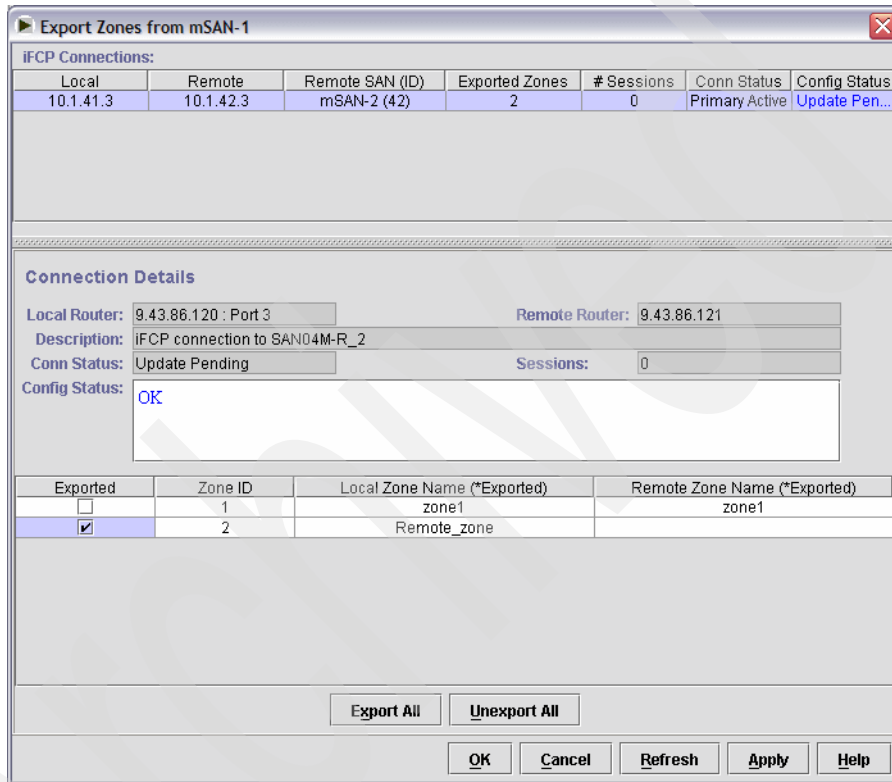 Export Zones from mSAN-1
iFCP Connections:
Local Remote Remote SAN (ID) Exported Zones # Sessions Conn Status Config Status
10.1.41.3 10.1.42.3 mSAN-2 (42) 2 0 Primary Active Update Pen...
Connection Details
Local Router: 9.43.86.120 : Port 3 Remote Router: 9.43.86.121
Description: iFCP connection to SAN04M-R_2
Conn Status: Update Pending Sessions: 0
Config Status: OK
Exported Zone ID Local Zone Name (*Exported) Remote Zone Name (*Exported)
1 zone1 zone1
2 Remote_zone
Export All Unexport All
OK Cancel Refresh Apply Help